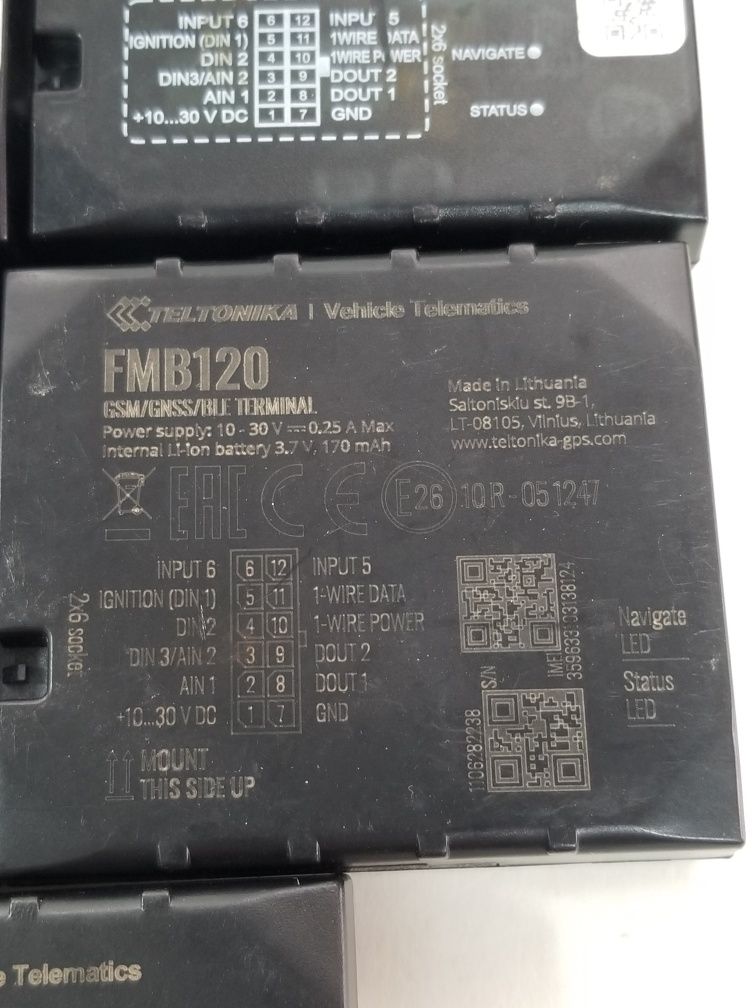 INPUT 6 6 12 INPUT 5
IGNITION (DIN 1) 5 11 1WIRE DATA
DIN 2 4 10 1WIRE POWER
DIN3/AIN 2 3 9 DOUT 2
AIN 1 2 8 DOUT 1
+10...30 V DC 1 7 GND
2x6 socket
NAVIGATE
STATUS
TELTONIKA | Vehicle Telematics
FMB120
GSM/GNSS/BLE TERMINAL
Power supply: 10 - 30 V ⎓ 0.25 A Max
Internal Li-Ion battery 3.7 V, 170 mAh
Made in Lithuania
Saltoniskiu st. 9B-1,
LT-08105, Vilnius, Lithuania
www.teltonika-gps.com
EAC CE E26 10 R - 05 1247
2x6 socket
INPUT 6 6 12 INPUT 5
IGNITION (DIN 1) 5 11 1-WIRE DATA
DIN 2 4 10 1-WIRE POWER
DIN 3/AIN 2 3 9 DOUT 2
AIN 1 2 8 DOUT 1
+10...30 V DC 1 7 GND
MOUNT
THIS SIDE UP
IMEI
S/N
1106282238
Navigate
LED
Status
LED
Telematics